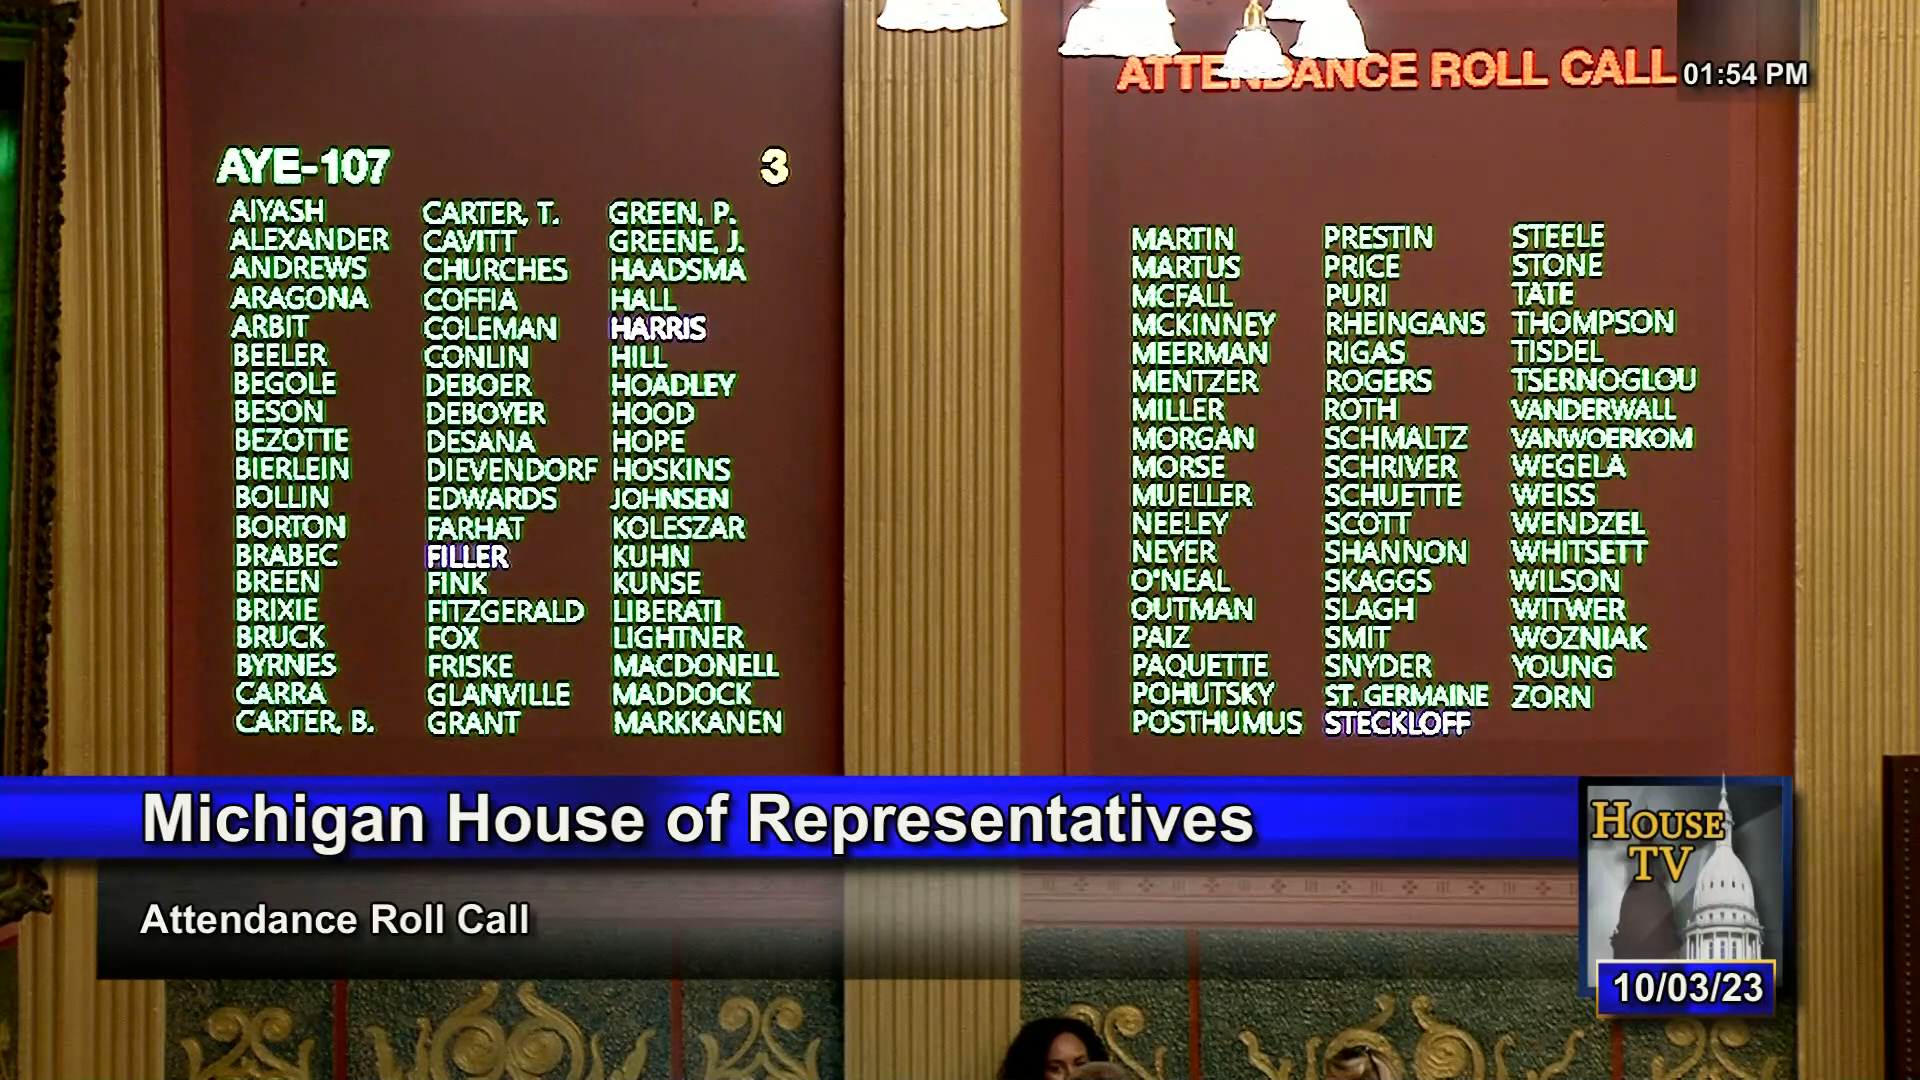 ATTENDANCE ROLL CALL
01:54 PM
AYE-107
3
AIYASH CARTER, T. GREEN, P.
ALEXANDER CAVITT GREENE, J.
ANDREWS CHURCHES HAADSMA
ARAGONA COFFIA HALL
ARBIT COLEMAN HARRIS
BEELER CONLIN HILL
BEGOLE DEBOER HOADLEY
BESON DEBOYER HOOD
BEZOTTE DESANA HOPE
BIERLEIN DIEVENDORF HOSKINS
BOLLIN EDWARDS JOHNSEN
BORTON FARHAT KOLESZAR
BRABEC FILLER KUHN
BREEN FINK KUNSE
BRIXIE FITZGERALD LIBERATI
BRUCK FOX LIGHTNER
BYRNES FRISKE MACDONELL
CARRA GLANVILLE MADDOCK
CARTER, B. GRANT MARKKANEN
MARTIN PRESTIN STEELE
MARTUS PRICE STONE
MCFALL PURI TATE
MCKINNEY RHEINGANS THOMPSON
MEERMAN RIGAS TISDEL
MENTZER ROGERS TSERNOGLOU
MILLER ROTH VANDERWALL
MORGAN SCHMALTZ VANWOERKOM
MORSE SCHRIVER WEGELA
MUELLER SCHUETTE WEISS
NEELEY SCOTT WENDZEL
NEYER SHANNON WHITSETT
O'NEAL SKAGGS WILSON
OUTMAN SLAGH WITWER
PAIZ SMIT WOZNIAK
PAQUETTE SNYDER YOUNG
POHUTSKY ST. GERMAINE ZORN
POSTHUMUS STECKLOFF
Michigan House of Representatives
Attendance Roll Call
HOUSE
TV
10/03/23